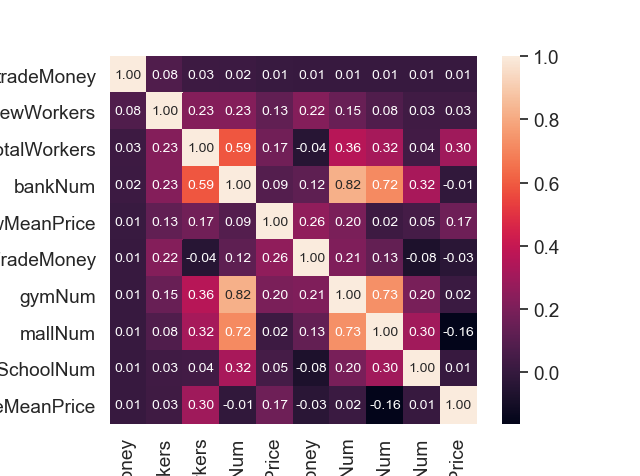 radeMoney 1.00 0.08 0.03 0.02 0.01 0.01 0.01 0.01 0.01 0.01
ewWorkers 0.08 1.00 0.23 0.23 0.13 0.22 0.15 0.08 0.03 0.03
otalWorkers 0.03 0.23 1.00 0.59 0.17 -0.04 0.36 0.32 0.04 0.30
bankNum 0.02 0.23 0.59 1.00 0.09 0.12 0.82 0.72 0.32 -0.01
wMeanPrice 0.01 0.13 0.17 0.09 1.00 0.26 0.20 0.02 0.05 0.17
radeMoney 0.01 0.22 -0.04 0.12 0.26 1.00 0.21 0.13 -0.08 -0.03
gymNum 0.01 0.15 0.36 0.82 0.20 0.21 1.00 0.73 0.20 0.02
mallNum 0.01 0.08 0.32 0.72 0.02 0.13 0.73 1.00 0.30 -0.16
SchoolNum 0.01 0.03 0.04 0.32 0.05 -0.08 0.20 0.30 1.00 0.01
eMeanPrice 0.01 0.03 0.30 -0.01 0.17 -0.03 0.02 -0.16 0.01 1.00
oney kers kers Num Price oney Num Num Num Price
1.0
0.8
0.6
0.4
0.2
0.0